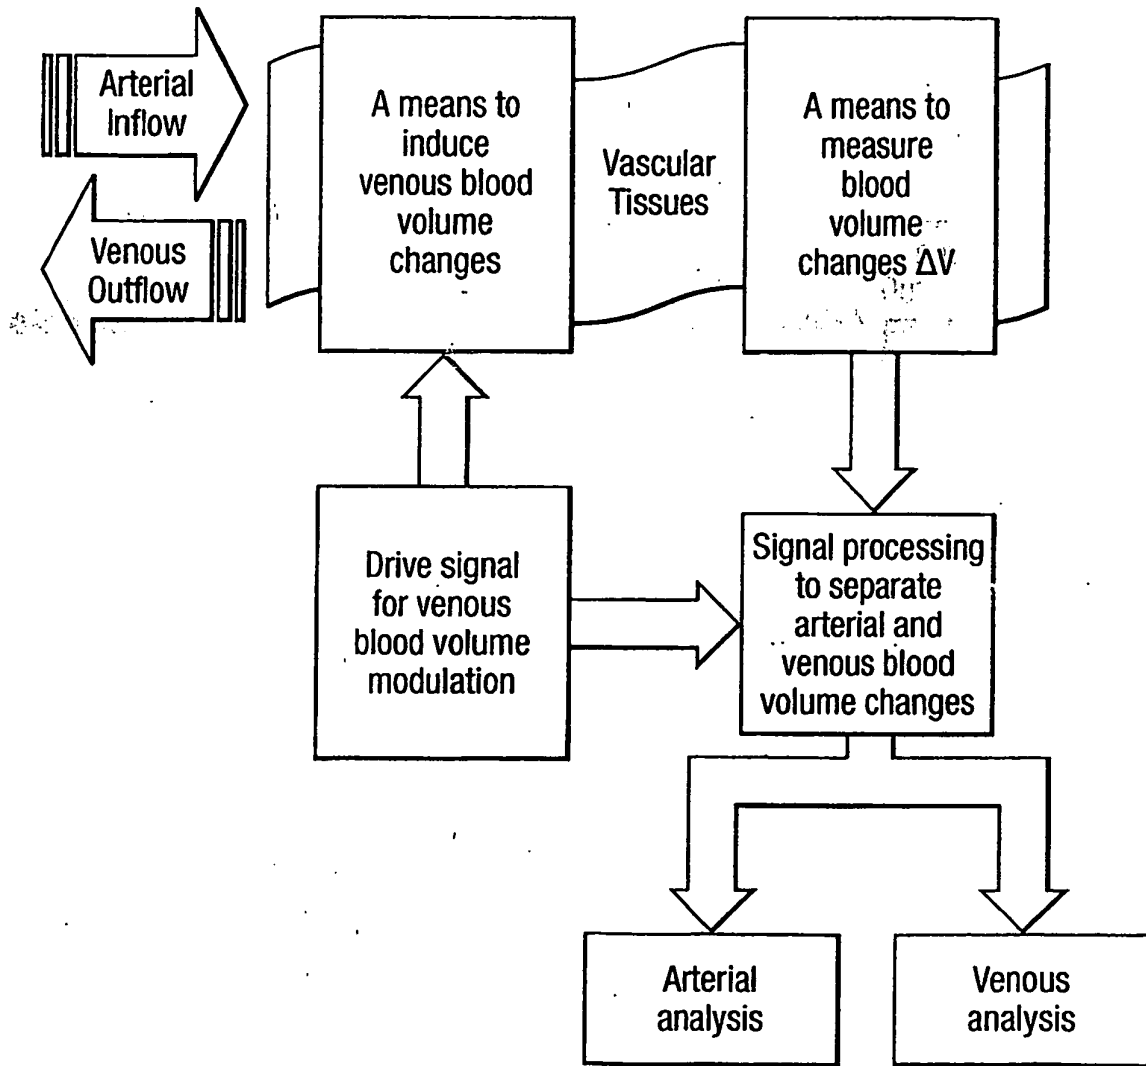 Arterial
Inflow
Venous
Outflow
A means to
induce
venous blood
volume
changes
Vascular
Tissues
A means to
measure
blood
volume
changes ΔV
Drive signal
for venous
blood volume
modulation
Signal processing
to separate
arterial and
venous blood
volume changes
Arterial
analysis
Venous
analysis